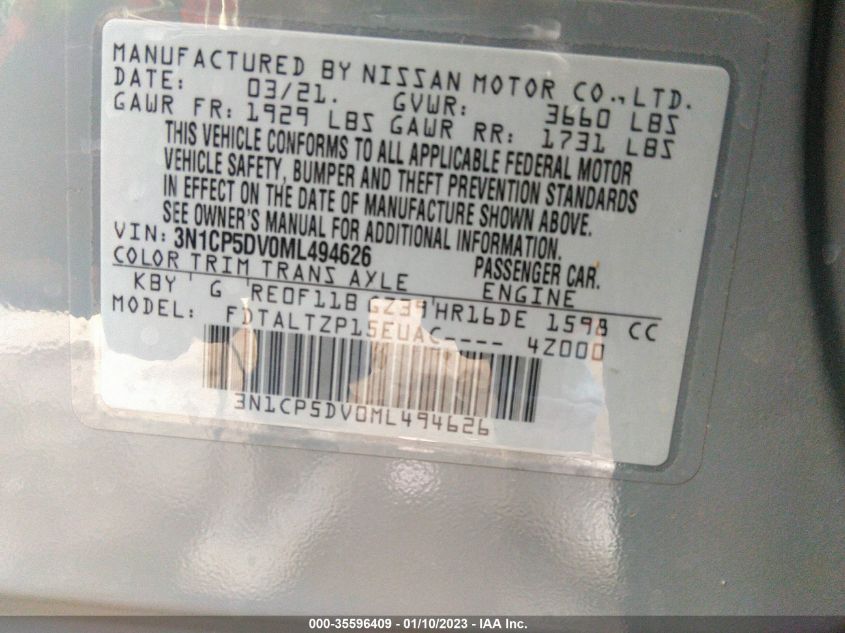 MANUFACTURED BY NISSAN MOTOR CO.,LTD.
DATE: 03/21. GVWR: 3660 LBS
GAWR FR: 1929 LBS GAWR RR: 1731 LBS
THIS VEHICLE CONFORMS TO ALL APPLICABLE FEDERAL MOTOR
VEHICLE SAFETY, BUMPER AND THEFT PREVENTION STANDARDS
IN EFFECT ON THE DATE OF MANUFACTURE SHOWN ABOVE.
SEE OWNER'S MANUAL FOR ADDITIONAL INFORMATION.
VIN: 3N1CP5DV0ML494626 PASSENGER CAR.
COLOR TRIM TRANS AXLE ENGINE
KBY G RE0F11B GZ39 HR16DE 1598 CC
MODEL: FDTALTZP15EUAC---- 4Z000
3N1CP5DV0ML494626
000-35596409 — 01/10/2023 — IAA Inc.